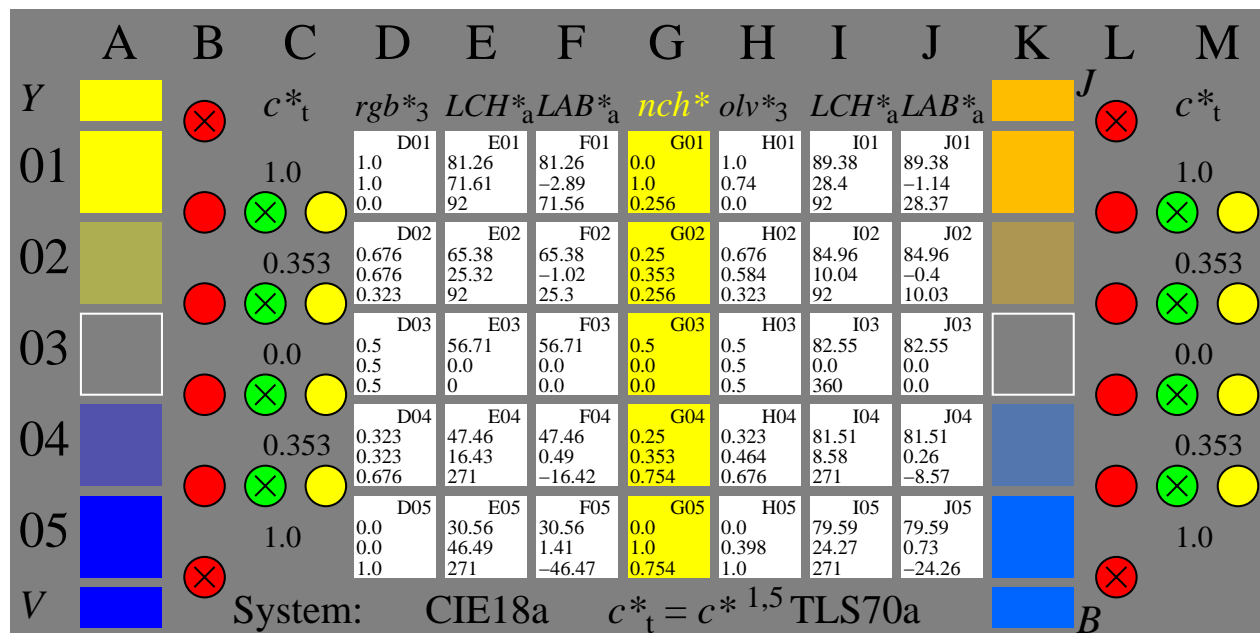 A B C D E F G H I J K L M
Y c*t rgb*3 LCH*a LAB*a nch* olv*3 LCH*a LAB*a J c*t
01 1.0 1.0
D01 E01 F01 G01 H01 I01 J01
1.0 81.26 81.26 0.0 1.0 89.38 89.38
1.0 71.61 −2.89 1.0 0.74 28.4 −1.14
0.0 92 71.56 0.256 0.0 92 28.37
02 0.353 0.353
D02 E02 F02 G02 H02 I02 J02
0.676 65.38 65.38 0.25 0.676 84.96 84.96
0.676 25.32 −1.02 0.353 0.584 10.04 −0.4
0.323 92 25.3 0.256 0.323 92 10.03
03 0.0 0.0
D03 E03 F03 G03 H03 I03 J03
0.5 56.71 56.71 0.5 0.5 82.55 82.55
0.5 0.0 0.0 0.0 0.5 0.0 0.0
0.5 0 0.0 0.0 0.5 360 0.0
04 0.353 0.353
D04 E04 F04 G04 H04 I04 J04
0.323 47.46 47.46 0.25 0.323 81.51 81.51
0.323 16.43 0.49 0.353 0.464 8.58 0.26
0.676 271 −16.42 0.754 0.676 271 −8.57
05 1.0 1.0
D05 E05 F05 G05 H05 I05 J05
0.0 30.56 30.56 0.0 0.0 79.59 79.59
0.0 46.49 1.41 1.0 0.398 24.27 0.73
1.0 271 −46.47 0.754 1.0 271 −24.26
V System: CIE18a c*t = c* 1,5 TLS70a B